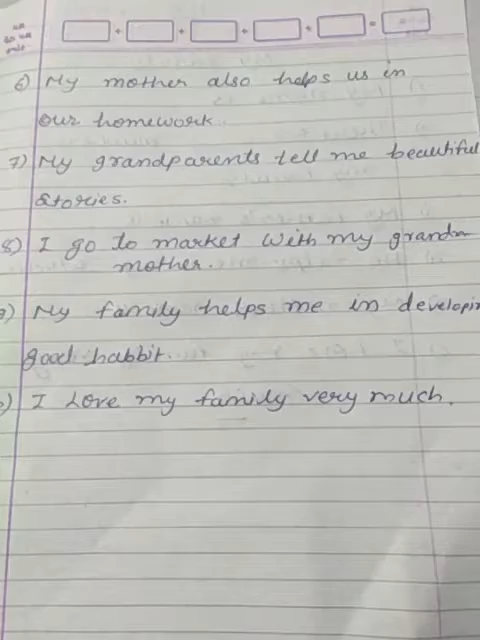 6) My mother also helps us in
our homework.
7) My grandparents tell me beautiful
stories.
8) I go to market with my grand
mother.
9) My family helps me in developin
good habbit.
) I Love my family very much.